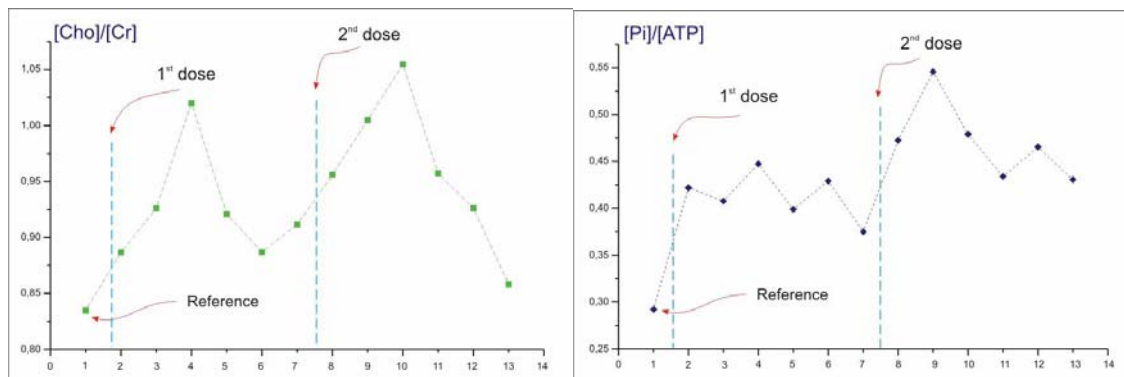 [Cho]/[Cr]
2nd dose
1st dose
Reference
1,05
1,00
0,95
0,90
0,85
0,80
0 1 2 3 4 5 6 7 8 9 10 11 12 13 14
[Pi]/[ATP]
2nd dose
1st dose
Reference
0,55
0,50
0,45
0,40
0,35
0,30
0,25
0 1 2 3 4 5 6 7 8 9 10 11 12 13 14